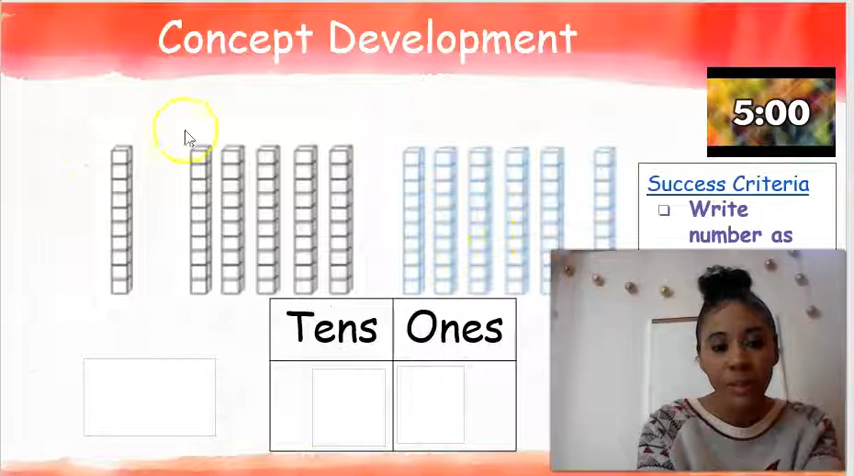 Concept Development
5:00
Success Criteria
Write
number as
Tens Ones